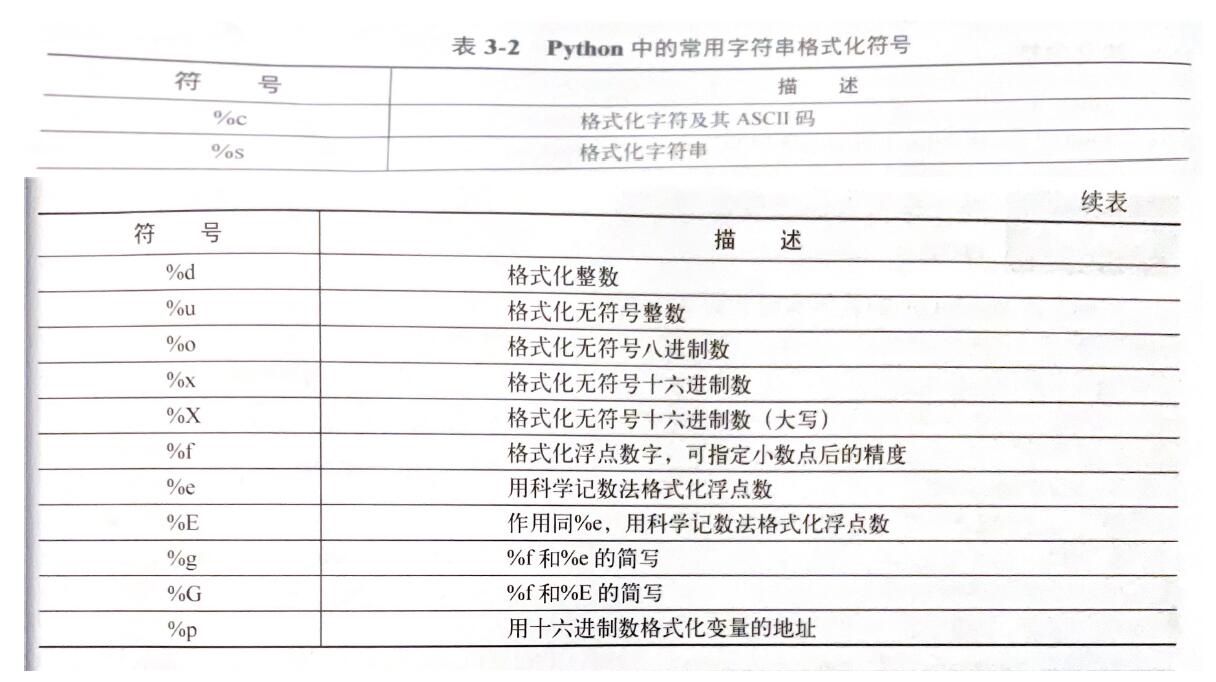 表 3-2 Python 中的常用字符串格式化符号
符 号 描 述
%c 格式化字符及其 ASCII 码
%s 格式化字符串
续表
符 号 描 述
%d 格式化整数
%u 格式化无符号整数
%o 格式化无符号八进制数
%x 格式化无符号十六进制数
%X 格式化无符号十六进制数（大写）
%f 格式化浮点数字，可指定小数点后的精度
%e 用科学记数法格式化浮点数
%E 作用同%e，用科学记数法格式化浮点数
%g %f 和%e 的简写
%G %f 和%E 的简写
%p 用十六进制数格式化变量的地址